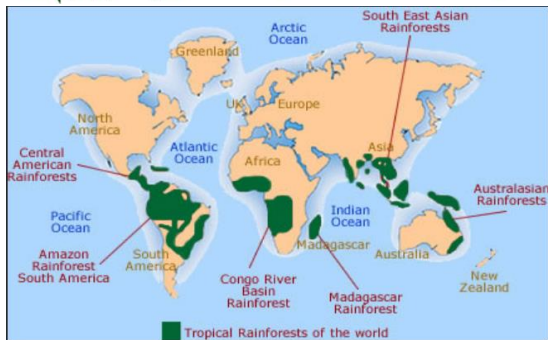 South East Asian
Rainforests
Arctic
Ocean
Greenland
UK
Europe
North
America
Atlantic
Ocean
Asia
Africa
Central
American
Rainforests
Australasian
Rainforests
Pacific
Ocean
Indian
Ocean
Madagascar
Amazon
Rainforest
South America
South
America
Australia
New
Zealand
Congo River
Basin
Rainforest
Madagascar
Rainforest
Tropical Rainforests of the world